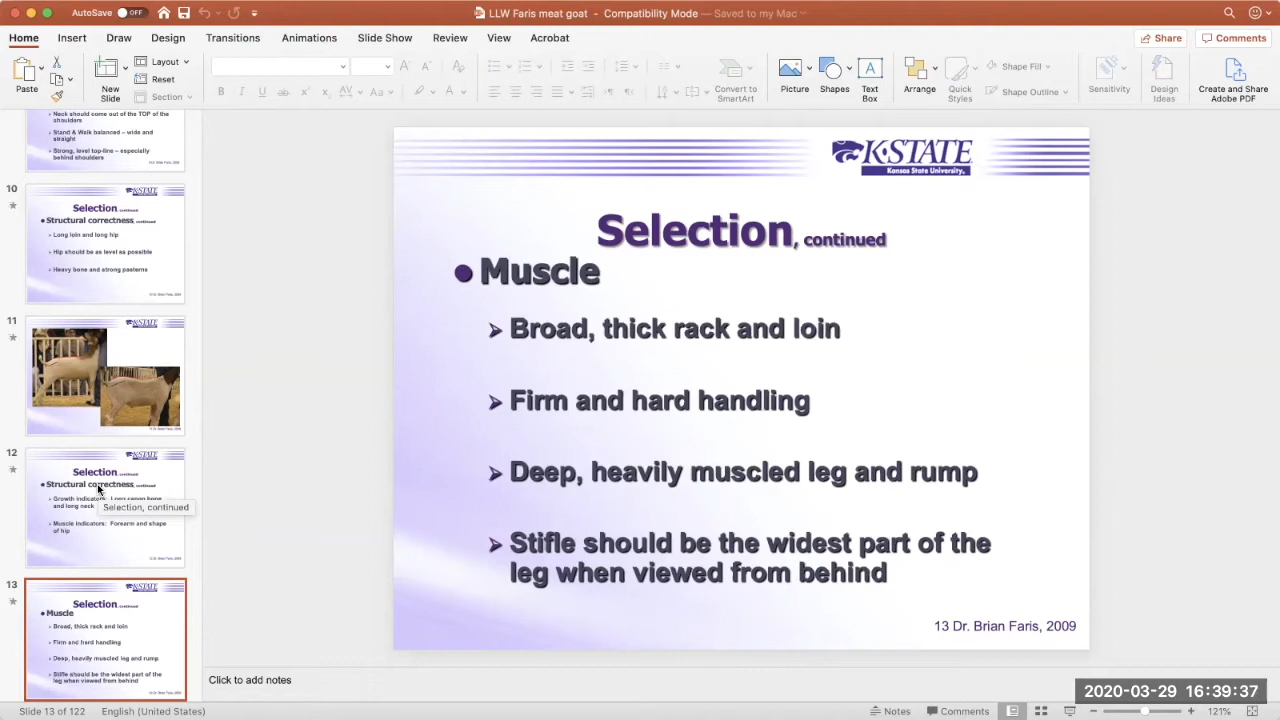 AutoSave OFF
LLW Faris meat goat - Compatibility Mode — Saved to my Mac
Home Insert Draw Design Transitions Animations Slide Show Review View Acrobat
Share Comments
Paste
New Slide
Layout
Reset
Section
Convert to SmartArt
Picture
Shapes
Text Box
Arrange
Quick Styles
Shape Fill
Shape Outline
Sensitivity
Design Ideas
Create and Share Adobe PDF
Neck should come out of the TOP of the
shoulders
Stand & Walk balanced – wide and
straight
Strong, level top-line – especially
behind shoulders
10
Selection, continued
Structural correctness, continued
Long loin and long hip
Hip should be as level as possible
Heavy bone and strong pasterns
11
12
Selection, continued
Structural correctness, continued
Growth indicators: Long canon bone
and long neck
Selection, continued
Muscle indicators: Forearm and shape
of hip
13
Selection, continued
Muscle
Broad, thick rack and loin
Firm and hard handling
Deep, heavily muscled leg and rump
Stifle should be the widest part of the
leg when viewed from behind
K-STATE
Kansas State University
Selection, continued
Muscle
Broad, thick rack and loin
Firm and hard handling
Deep, heavily muscled leg and rump
Stifle should be the widest part of the
leg when viewed from behind
13 Dr. Brian Faris, 2009
Click to add notes
2020-03-29 16:39:37
Slide 13 of 122 English (United States)
Notes Comments 121%